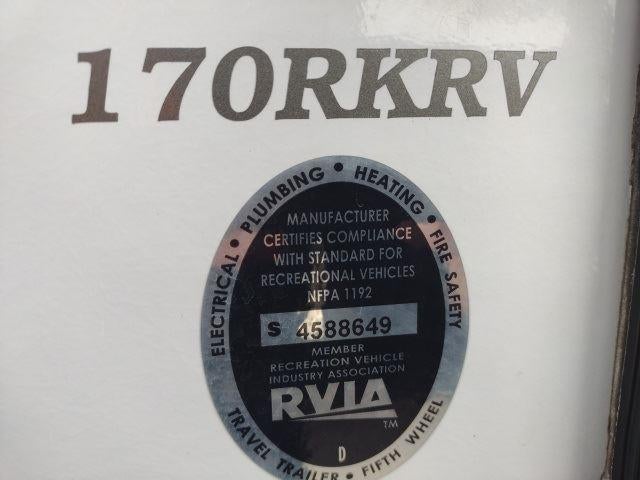 170RKRV
ELECTRICAL • PLUMBING • HEATING • FIRE SAFETY
MANUFACTURER
CERTIFIES COMPLIANCE
WITH STANDARD FOR
RECREATIONAL VEHICLES
NFPA 1192
S 4588649
MEMBER
RECREATION VEHICLE
INDUSTRY ASSOCIATION
RVIA
TM
D
TRAVEL TRAILER • FIFTH WHEEL